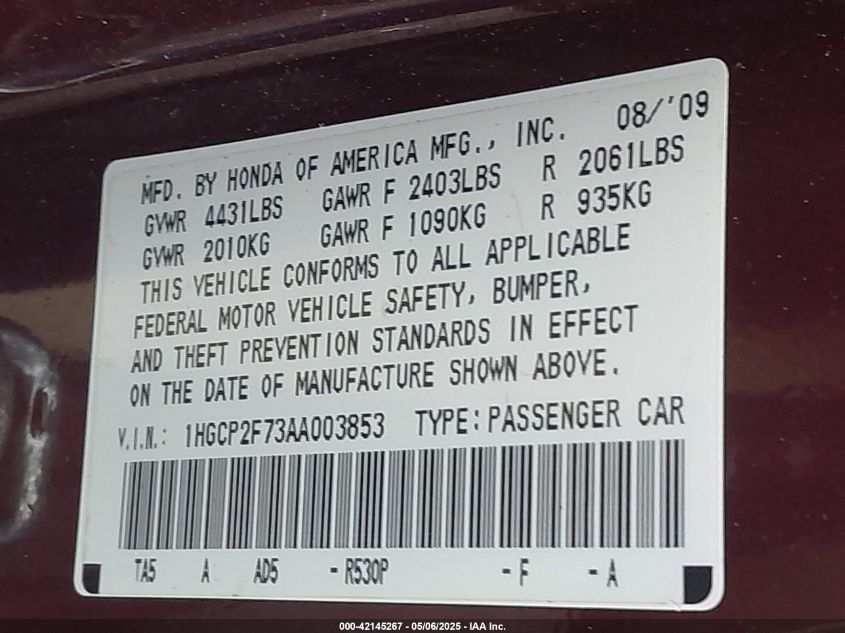 MFD. BY HONDA OF AMERICA MFG., INC. 08/'09
GVWR 4431LBS GAWR F 2403LBS R 2061LBS
GVWR 2010KG GAWR F 1090KG R 935KG
THIS VEHICLE CONFORMS TO ALL APPLICABLE
FEDERAL MOTOR VEHICLE SAFETY, BUMPER,
AND THEFT PREVENTION STANDARDS IN EFFECT
ON THE DATE OF MANUFACTURE SHOWN ABOVE.
V.I.N.: 1HGCP2F73AA003853 TYPE: PASSENGER CAR
TA5 A AD5 - R530P - F - A
000-42145267 - 05/06/2025 - IAA Inc.